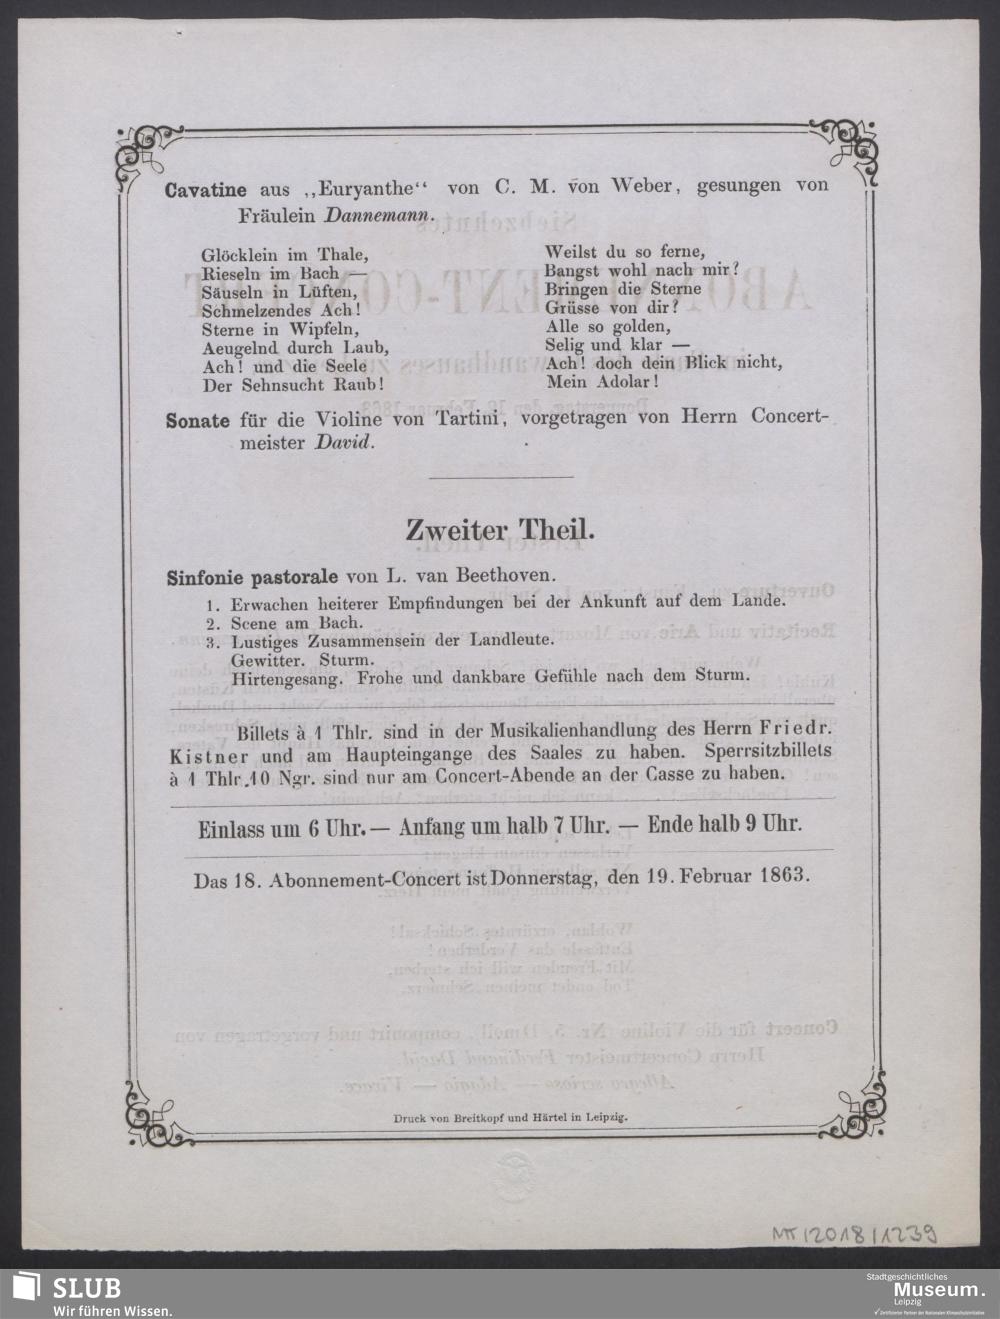 Cavatine aus ,,Euryanthe“ von C. M. von Weber, gesungen von
Fräulein Dannemann.
Glöcklein im Thale,
Rieseln im Bach —
Säuseln in Lüften,
Schmelzendes Ach!
Sterne in Wipfeln,
Aeugelnd durch Laub,
Ach! und die Seele
Der Sehnsucht Raub!
Weilst du so ferne,
Bangst wohl nach mir?
Bringen die Sterne
Grüsse von dir?
Alle so golden,
Selig und klar —
Ach! doch dein Blick nicht,
Mein Adolar!
Sonate für die Violine von Tartini, vorgetragen von Herrn Concert-
meister David.
Zweiter Theil.
Sinfonie pastorale von L. van Beethoven.
1. Erwachen heiterer Empfindungen bei der Ankunft auf dem Lande.
2. Scene am Bach.
3. Lustiges Zusammensein der Landleute.
Gewitter. Sturm.
Hirtengesang. Frohe und dankbare Gefühle nach dem Sturm.
Billets à 1 Thlr. sind in der Musikalienhandlung des Herrn Friedr.
Kistner und am Haupteingange des Saales zu haben. Sperrsitzbillets
à 1 Thlr. 10 Ngr. sind nur am Concert-Abende an der Casse zu haben.
Einlass um 6 Uhr. — Anfang um halb 7 Uhr. — Ende halb 9 Uhr.
Das 18. Abonnement-Concert ist Donnerstag, den 19. Februar 1863.
Druck von Breitkopf und Härtel in Leipzig.
MT/2018/1239
SLUB
Wir führen Wissen.
Stadtgeschichtliches
Museum.
Leipzig
Zertifizierter Partner der Nationalen Klimaschutzinitiative